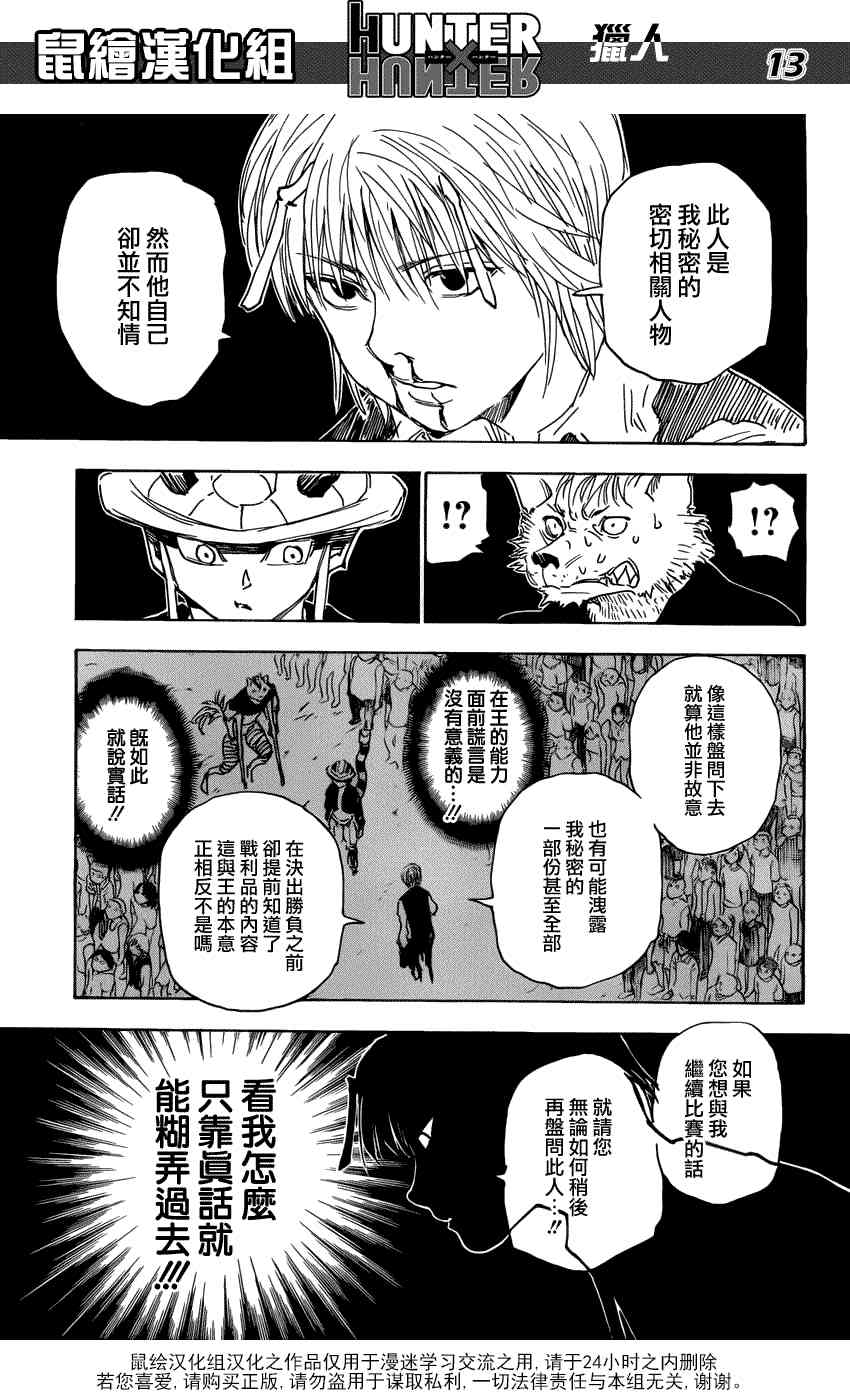 鼠繪漢化組
HUNTER
×
HUNTER
獵人
13
此人是
我秘密的
密切相關人物
然而他自己
卻並不知情
!?
!?
!?
像這樣盤問下去
就算他並非故意
也有可能洩露
我秘密的
一部份甚至全部
在王的能力
面前謊言是
沒有意義的…!!
在決出勝負之前
卻提前知道了
戰利品的內容
這與王的本意
正相反不是嗎
既如此
就說實話!!
如果
您想與我
繼續比賽的話
就請您
無論如何稍後
再盤問此人…!!
看我怎麼
只靠眞話就
能糊弄過去!!!
鼠绘汉化组汉化之作品仅用于漫迷学习交流之用, 请于24小时之内删除
若您喜爱, 请购买正版, 请勿盗用于谋取私利, 一切法律责任与本组无关, 谢谢。